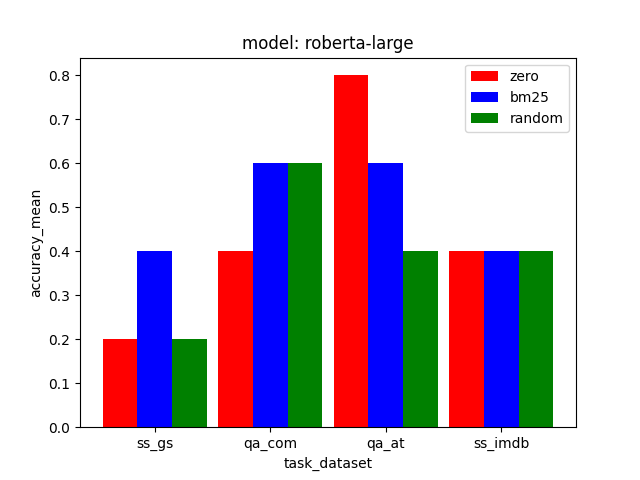 model: roberta-large
zero
bm25
random
accuracy_mean
0.8
0.7
0.6
0.5
0.4
0.3
0.2
0.1
0.0
ss_gs qa_com qa_at ss_imdb
task_dataset